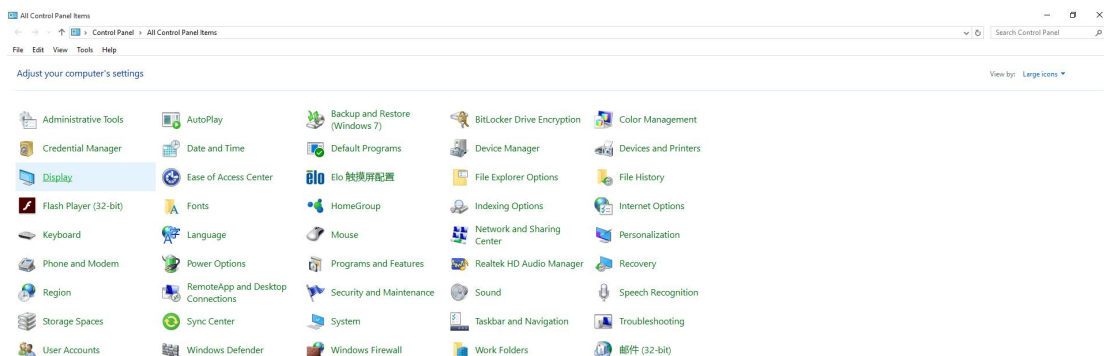 All Control Panel Items
Control Panel > All Control Panel Items
Search Control Panel
File Edit View Tools Help
Adjust your computer's settings
View by: Large icons
Administrative Tools
AutoPlay
Backup and Restore
(Windows 7)
BitLocker Drive Encryption
Color Management
Credential Manager
Date and Time
Default Programs
Device Manager
Devices and Printers
Display
Ease of Access Center
elo
Elo 触摸屏配置
File Explorer Options
File History
Flash Player (32-bit)
Fonts
HomeGroup
Indexing Options
Internet Options
Keyboard
Language
Mouse
Network and Sharing
Center
Personalization
Phone and Modem
Power Options
Programs and Features
Realtek HD Audio Manager
Recovery
Region
RemoteApp and Desktop
Connections
Security and Maintenance
Sound
Speech Recognition
Storage Spaces
Sync Center
System
Taskbar and Navigation
Troubleshooting
User Accounts
Windows Defender
Windows Firewall
Work Folders
邮件 (32-bit)